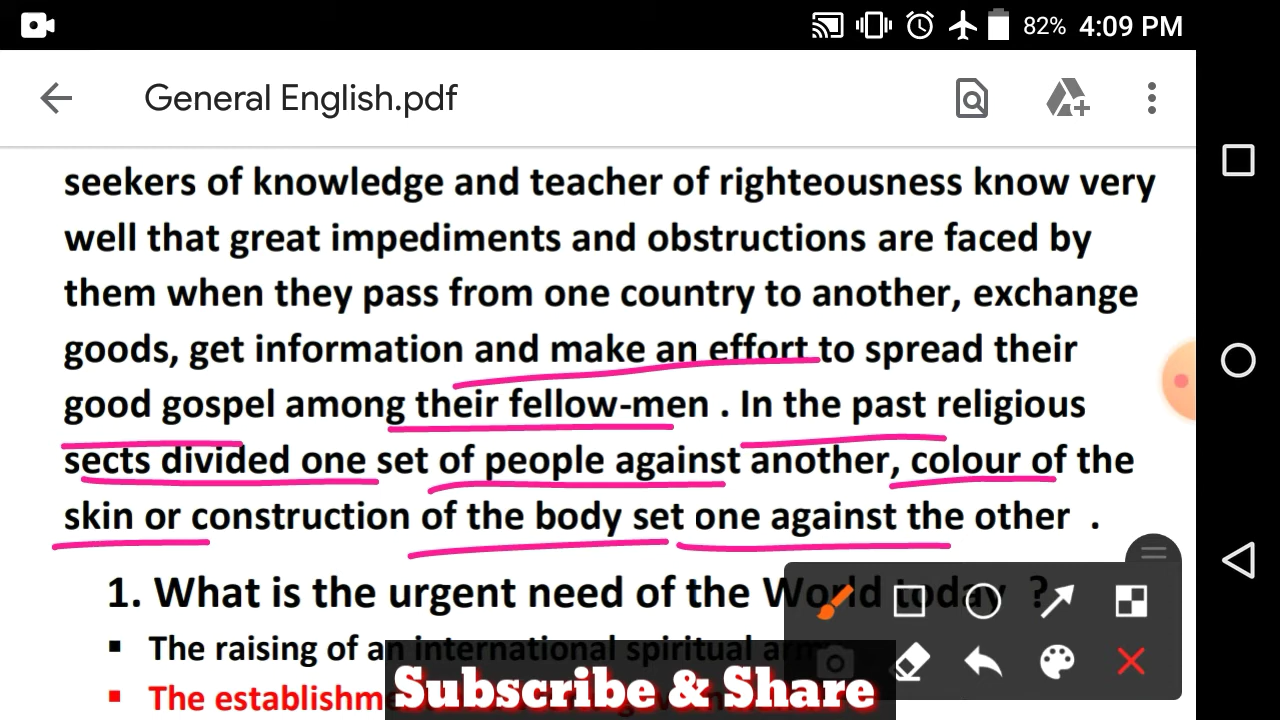 82% 4:09 PM
General English.pdf
seekers of knowledge and teacher of righteousness know very
well that great impediments and obstructions are faced by
them when they pass from one country to another, exchange
goods, get information and make an effort to spread their
good gospel among their fellow-men . In the past religious
sects divided one set of people against another, colour of the
skin or construction of the body set one against the other .
1. What is the urgent need of the World today ?
▪ The raising of an international spiritual
▪ The
Subscribe & Share